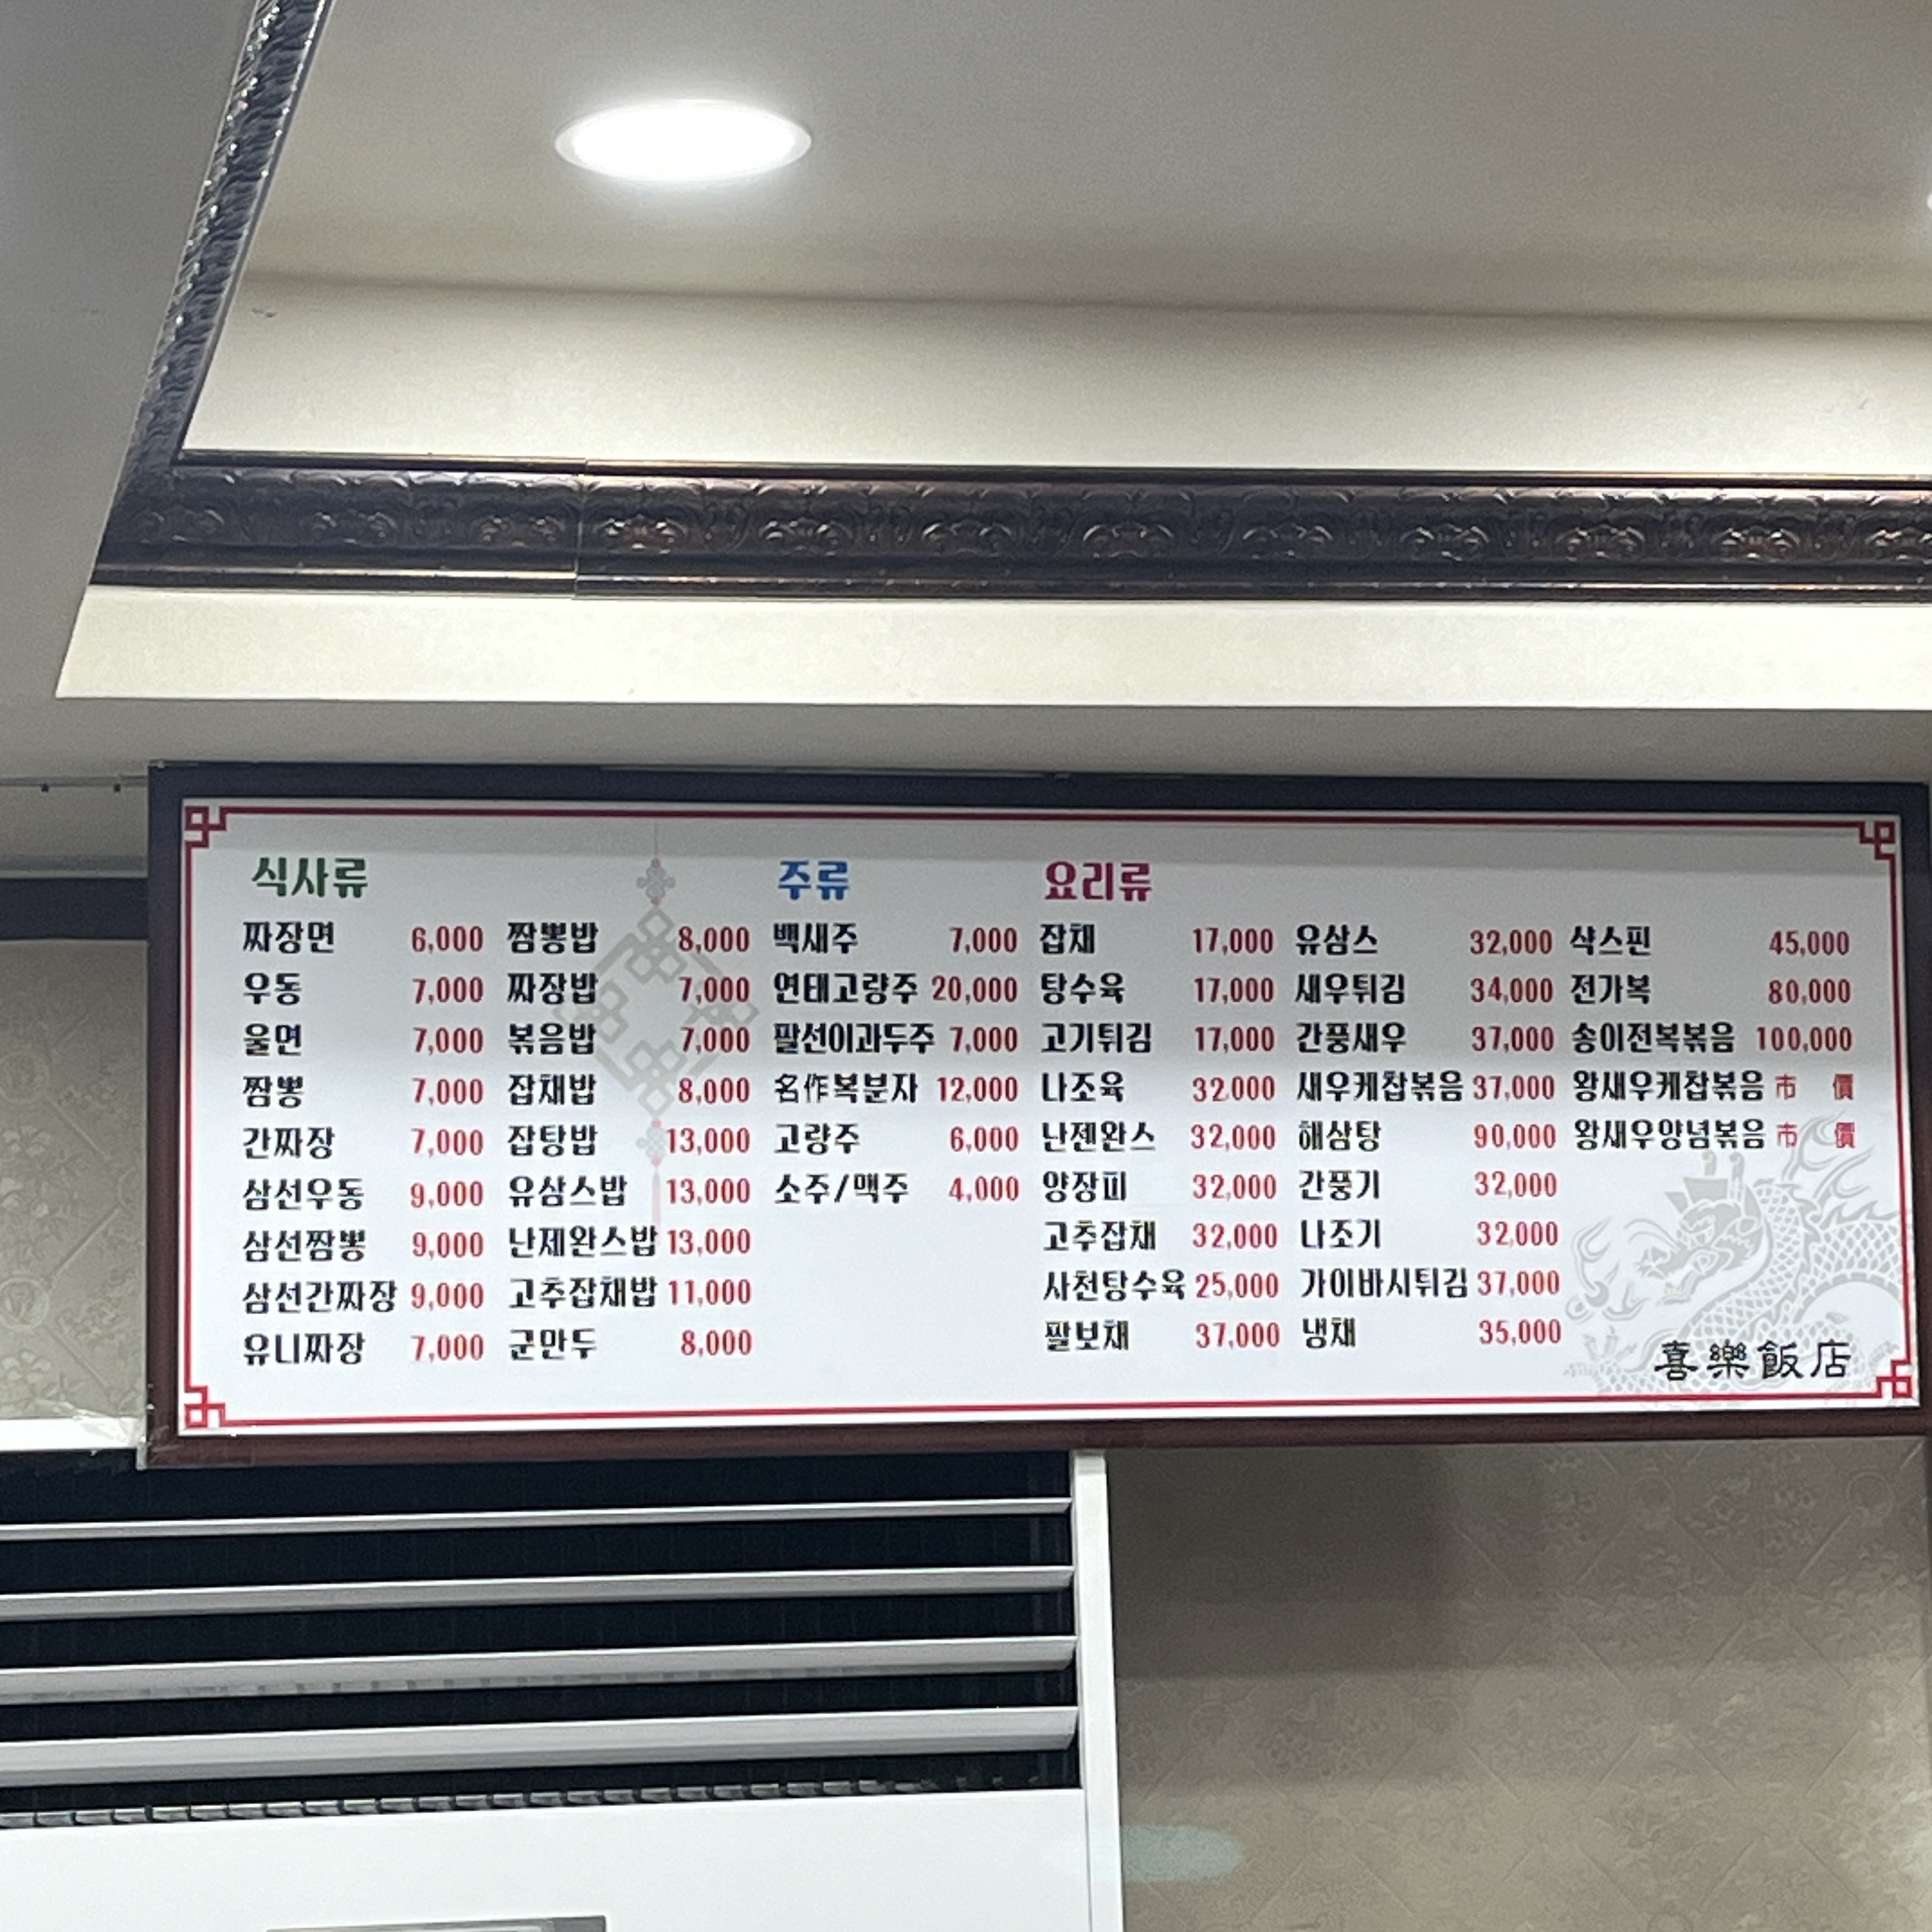 식사류
짜장면 6,000
우동 7,000
울면 7,000
짬뽕 7,000
간짜장 7,000
삼선우동 9,000
삼선짬뽕 9,000
삼선간짜장 9,000
유니짜장 7,000
짬뽕밥 8,000
짜장밥 7,000
볶음밥 7,000
잡채밥 8,000
잡탕밥 13,000
유삼스밥 13,000
난제완스밥 13,000
고추잡채밥 11,000
군만두 8,000
주류
백새주 7,000
연태고량주 20,000
팔선이과두주 7,000
名作복분자 12,000
고량주 6,000
소주/맥주 4,000
요리류
잡채 17,000
탕수육 17,000
고기튀김 17,000
나조육 32,000
난젠완스 32,000
양장피 32,000
고추잡채 32,000
사천탕수육 25,000
팔보채 37,000
유삼스 32,000
새우튀김 34,000
간풍새우 37,000
새우케찹볶음 37,000
해삼탕 90,000
간풍기 32,000
나조기 32,000
가이바시튀김 37,000
냉채 35,000
샥스핀 45,000
전가복 80,000
송이전복볶음 100,000
왕새우케찹볶음 市 價
왕새우양념볶음 市 價
喜樂飯店